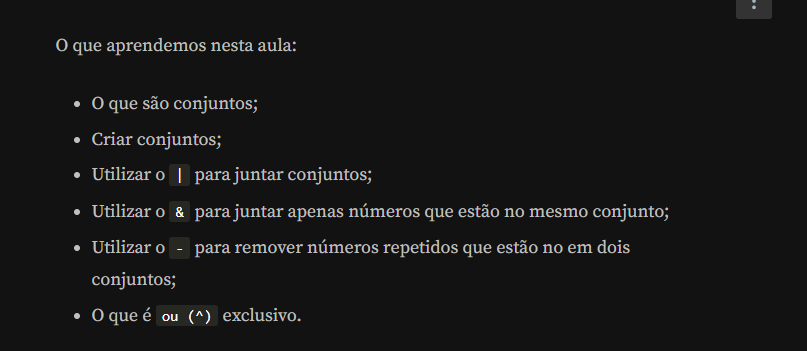 O que aprendemos nesta aula:
• O que são conjuntos;
• Criar conjuntos;
• Utilizar o | para juntar conjuntos;
• Utilizar o & para juntar apenas números que estão no mesmo conjunto;
• Utilizar o - para remover números repetidos que estão no em dois
conjuntos;
• O que é ou (^) exclusivo.